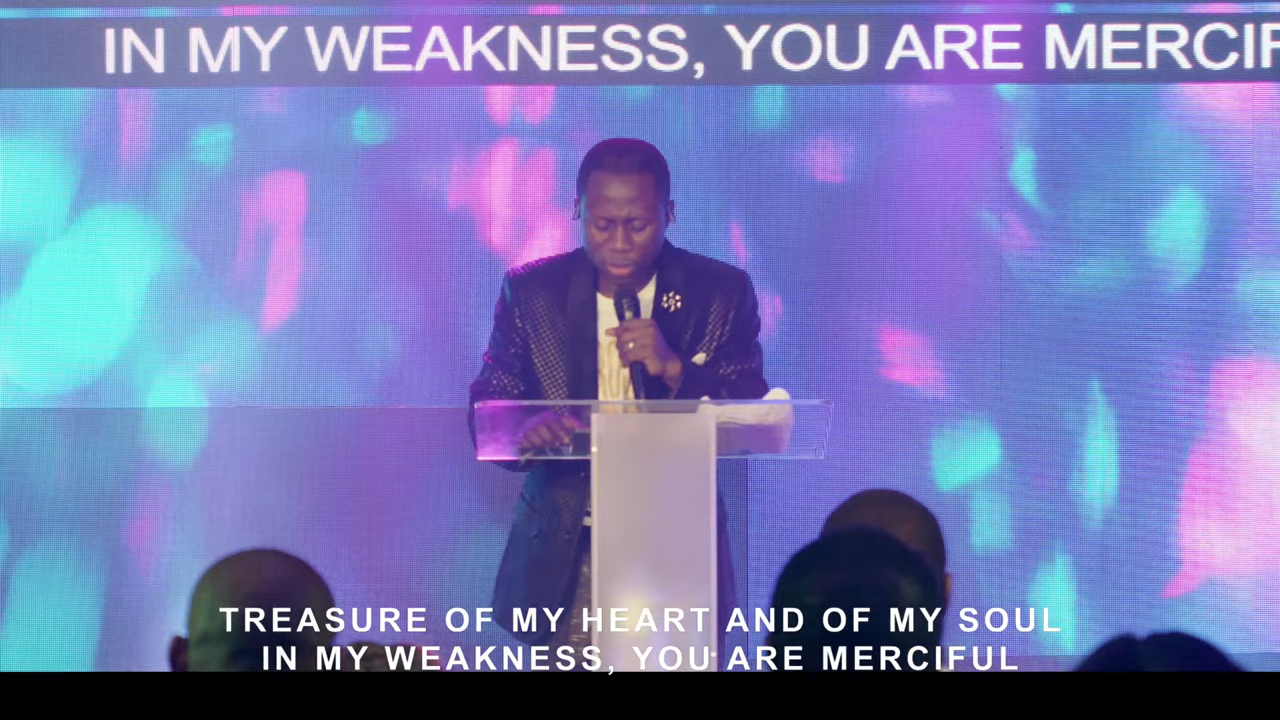 IN MY WEAKNESS, YOU ARE MERCIF
TREASURE OF MY HEART AND OF MY SOUL
IN MY WEAKNESS, YOU ARE MERCIFUL